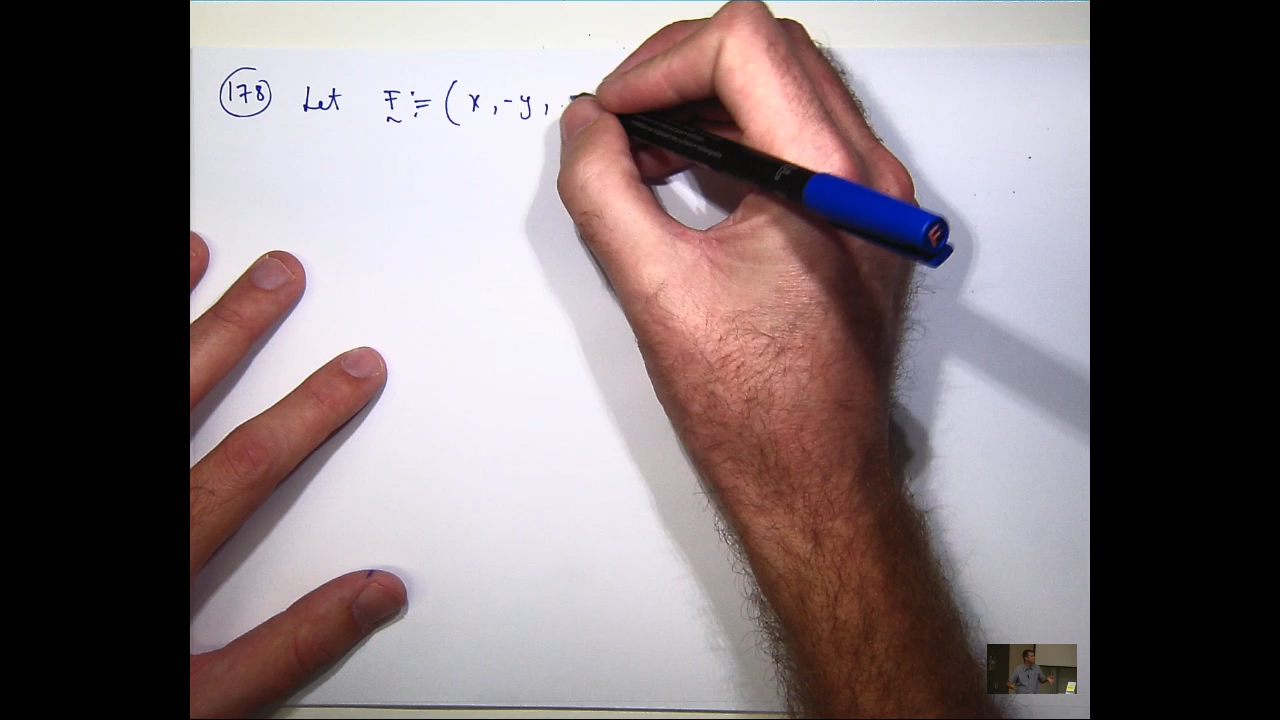 178 Let F̰ := ( x , -y ,